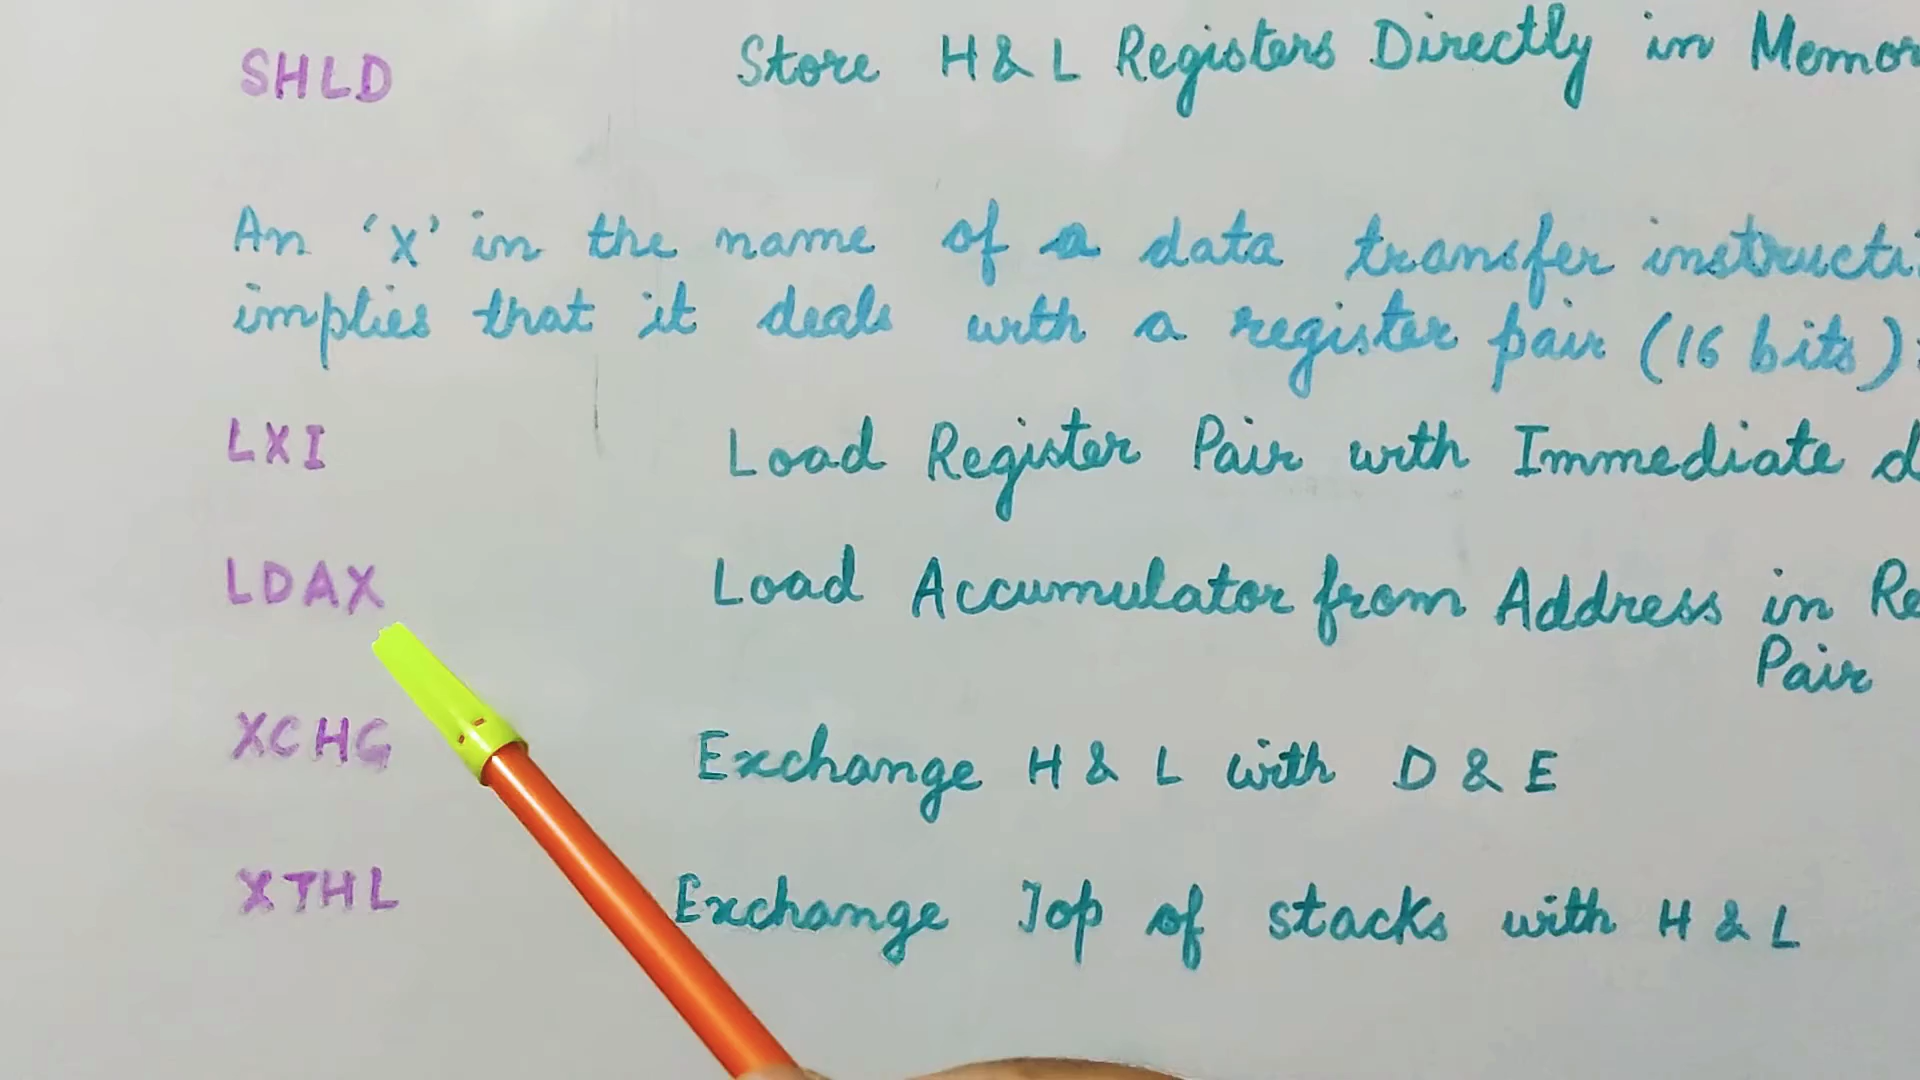 SHLD Store H & L Registers Directly in
An 'X' in the name of a data transfer
implies that it deals with a register pair (16 bits):
LXI Load Register Pair with Immediate
LDAX Load Accumulator from Address in
Pair
XCHG Exchange H & L with D & E
XTHL Exchange Top of stacks with H & L